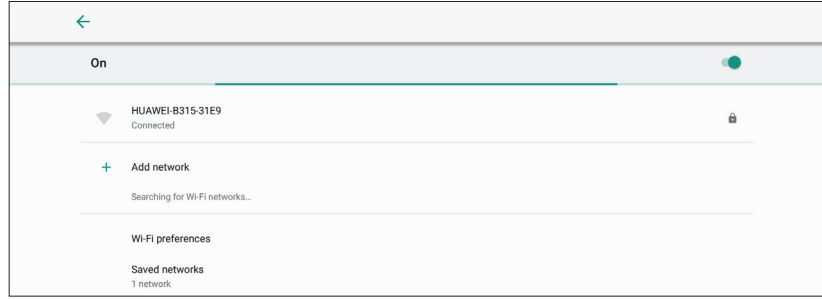 On
HUAWEI-B315-31E9
Connected
Add network
Searching for Wi-Fi networks...
Wi-Fi preferences
Saved networks
1 network